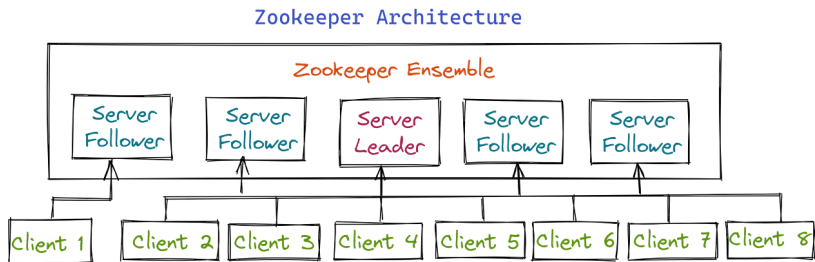 Zookeeper Architecture
Zookeeper Ensemble
Server
Follower
Server
Follower
Server
Leader
Server
Follower
Server
Follower
Client 1
Client 2
Client 3
Client 4
Client 5
Client 6
Client 7
Client 8